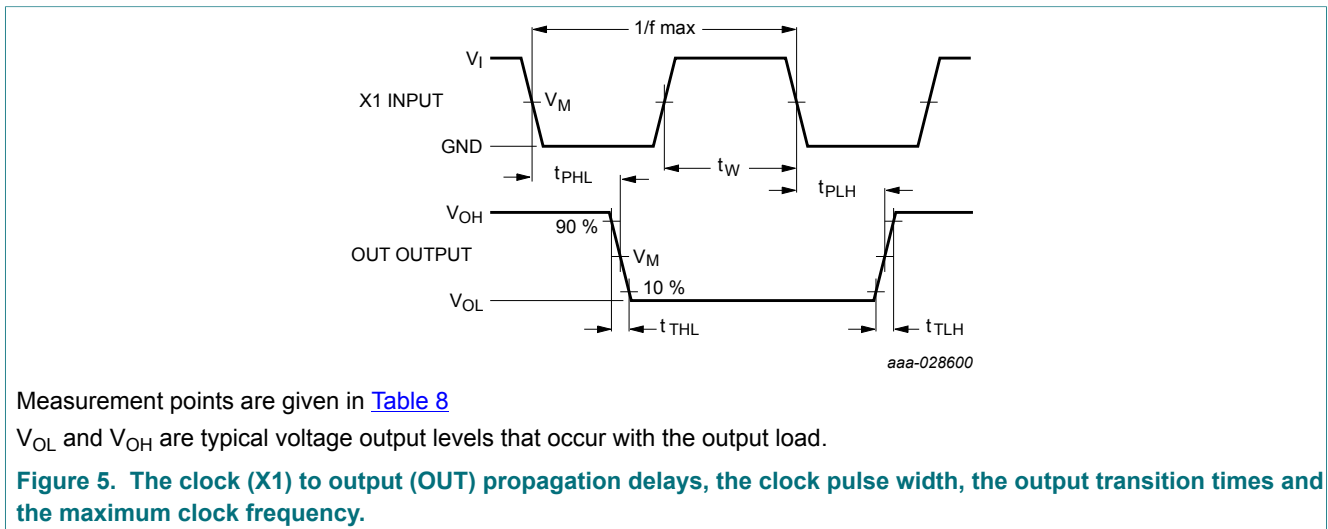 1/f max
VI
X1 INPUT
VM
GND
tPHL
tW
tPLH
VOH
90 %
OUT OUTPUT
VM
10 %
VOL
tTHL
tTLH
aaa-028600
Measurement points are given in Table 8
VOL and VOH are typical voltage output levels that occur with the output load.
Figure 5. The clock (X1) to output (OUT) propagation delays, the clock pulse width, the output transition times and
the maximum clock frequency.